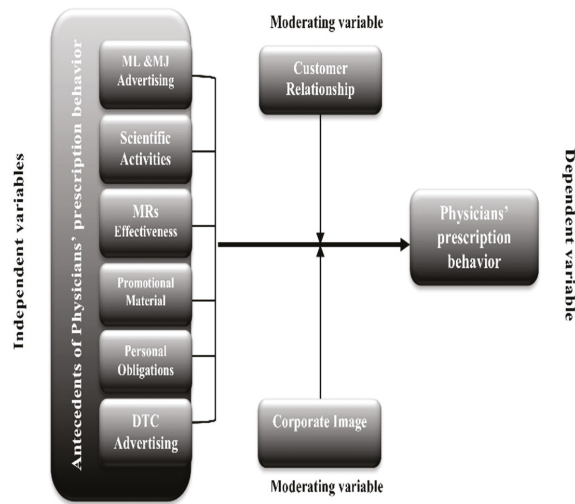 Independent variables
Antecedents of Physicians' prescription behavior
ML &MJ
Advertising
Scientific
Activities
MRs
Effectiveness
Promotional
Material
Personal
Obligations
DTC
Advertising
Moderating variable
Customer
Relationship
Corporate Image
Moderating variable
Physicians'
prescription
behavior
Dependent variable